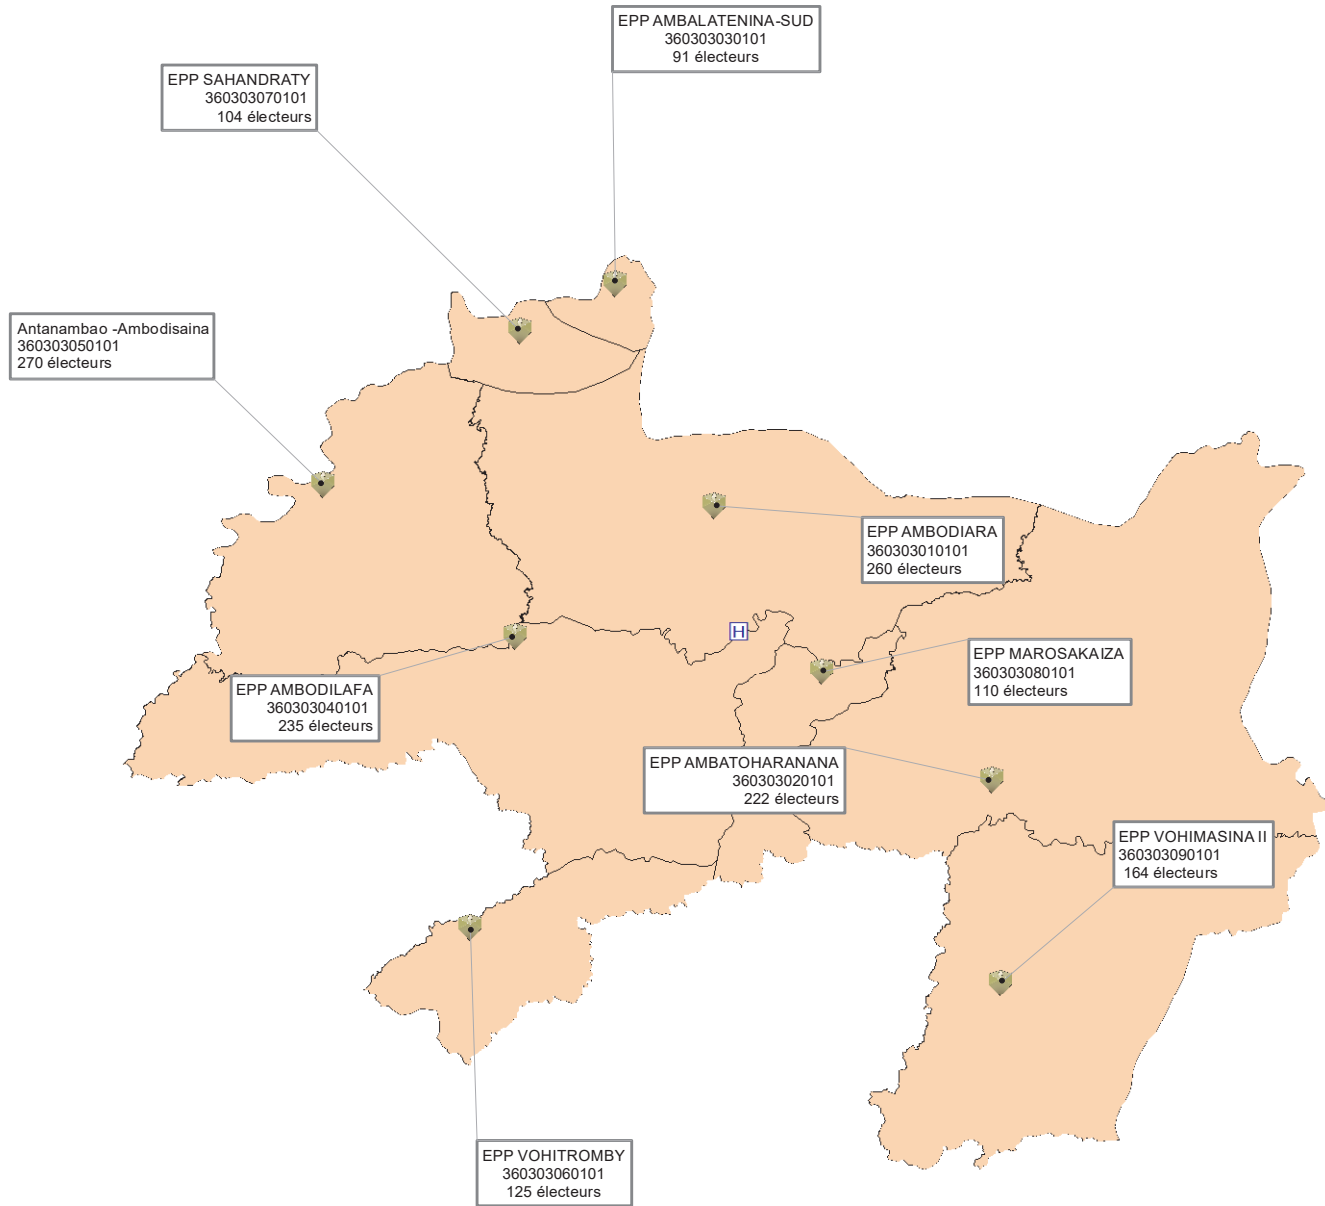 EPP AMBALATENINA-SUD
360303030101
91 électeurs
EPP SAHANDRATY
360303070101
104 électeurs
Antanambao -Ambodisaina
360303050101
270 électeurs
EPP AMBODIARA
360303010101
260 électeurs
H
EPP MAROSAKAIZA
360303080101
110 électeurs
EPP AMBODILAFA
360303040101
235 électeurs
EPP AMBATOHARANANA
360303020101
222 électeurs
EPP VOHIMASINA II
360303090101
164 électeurs
EPP VOHITROMBY
360303060101
125 électeurs